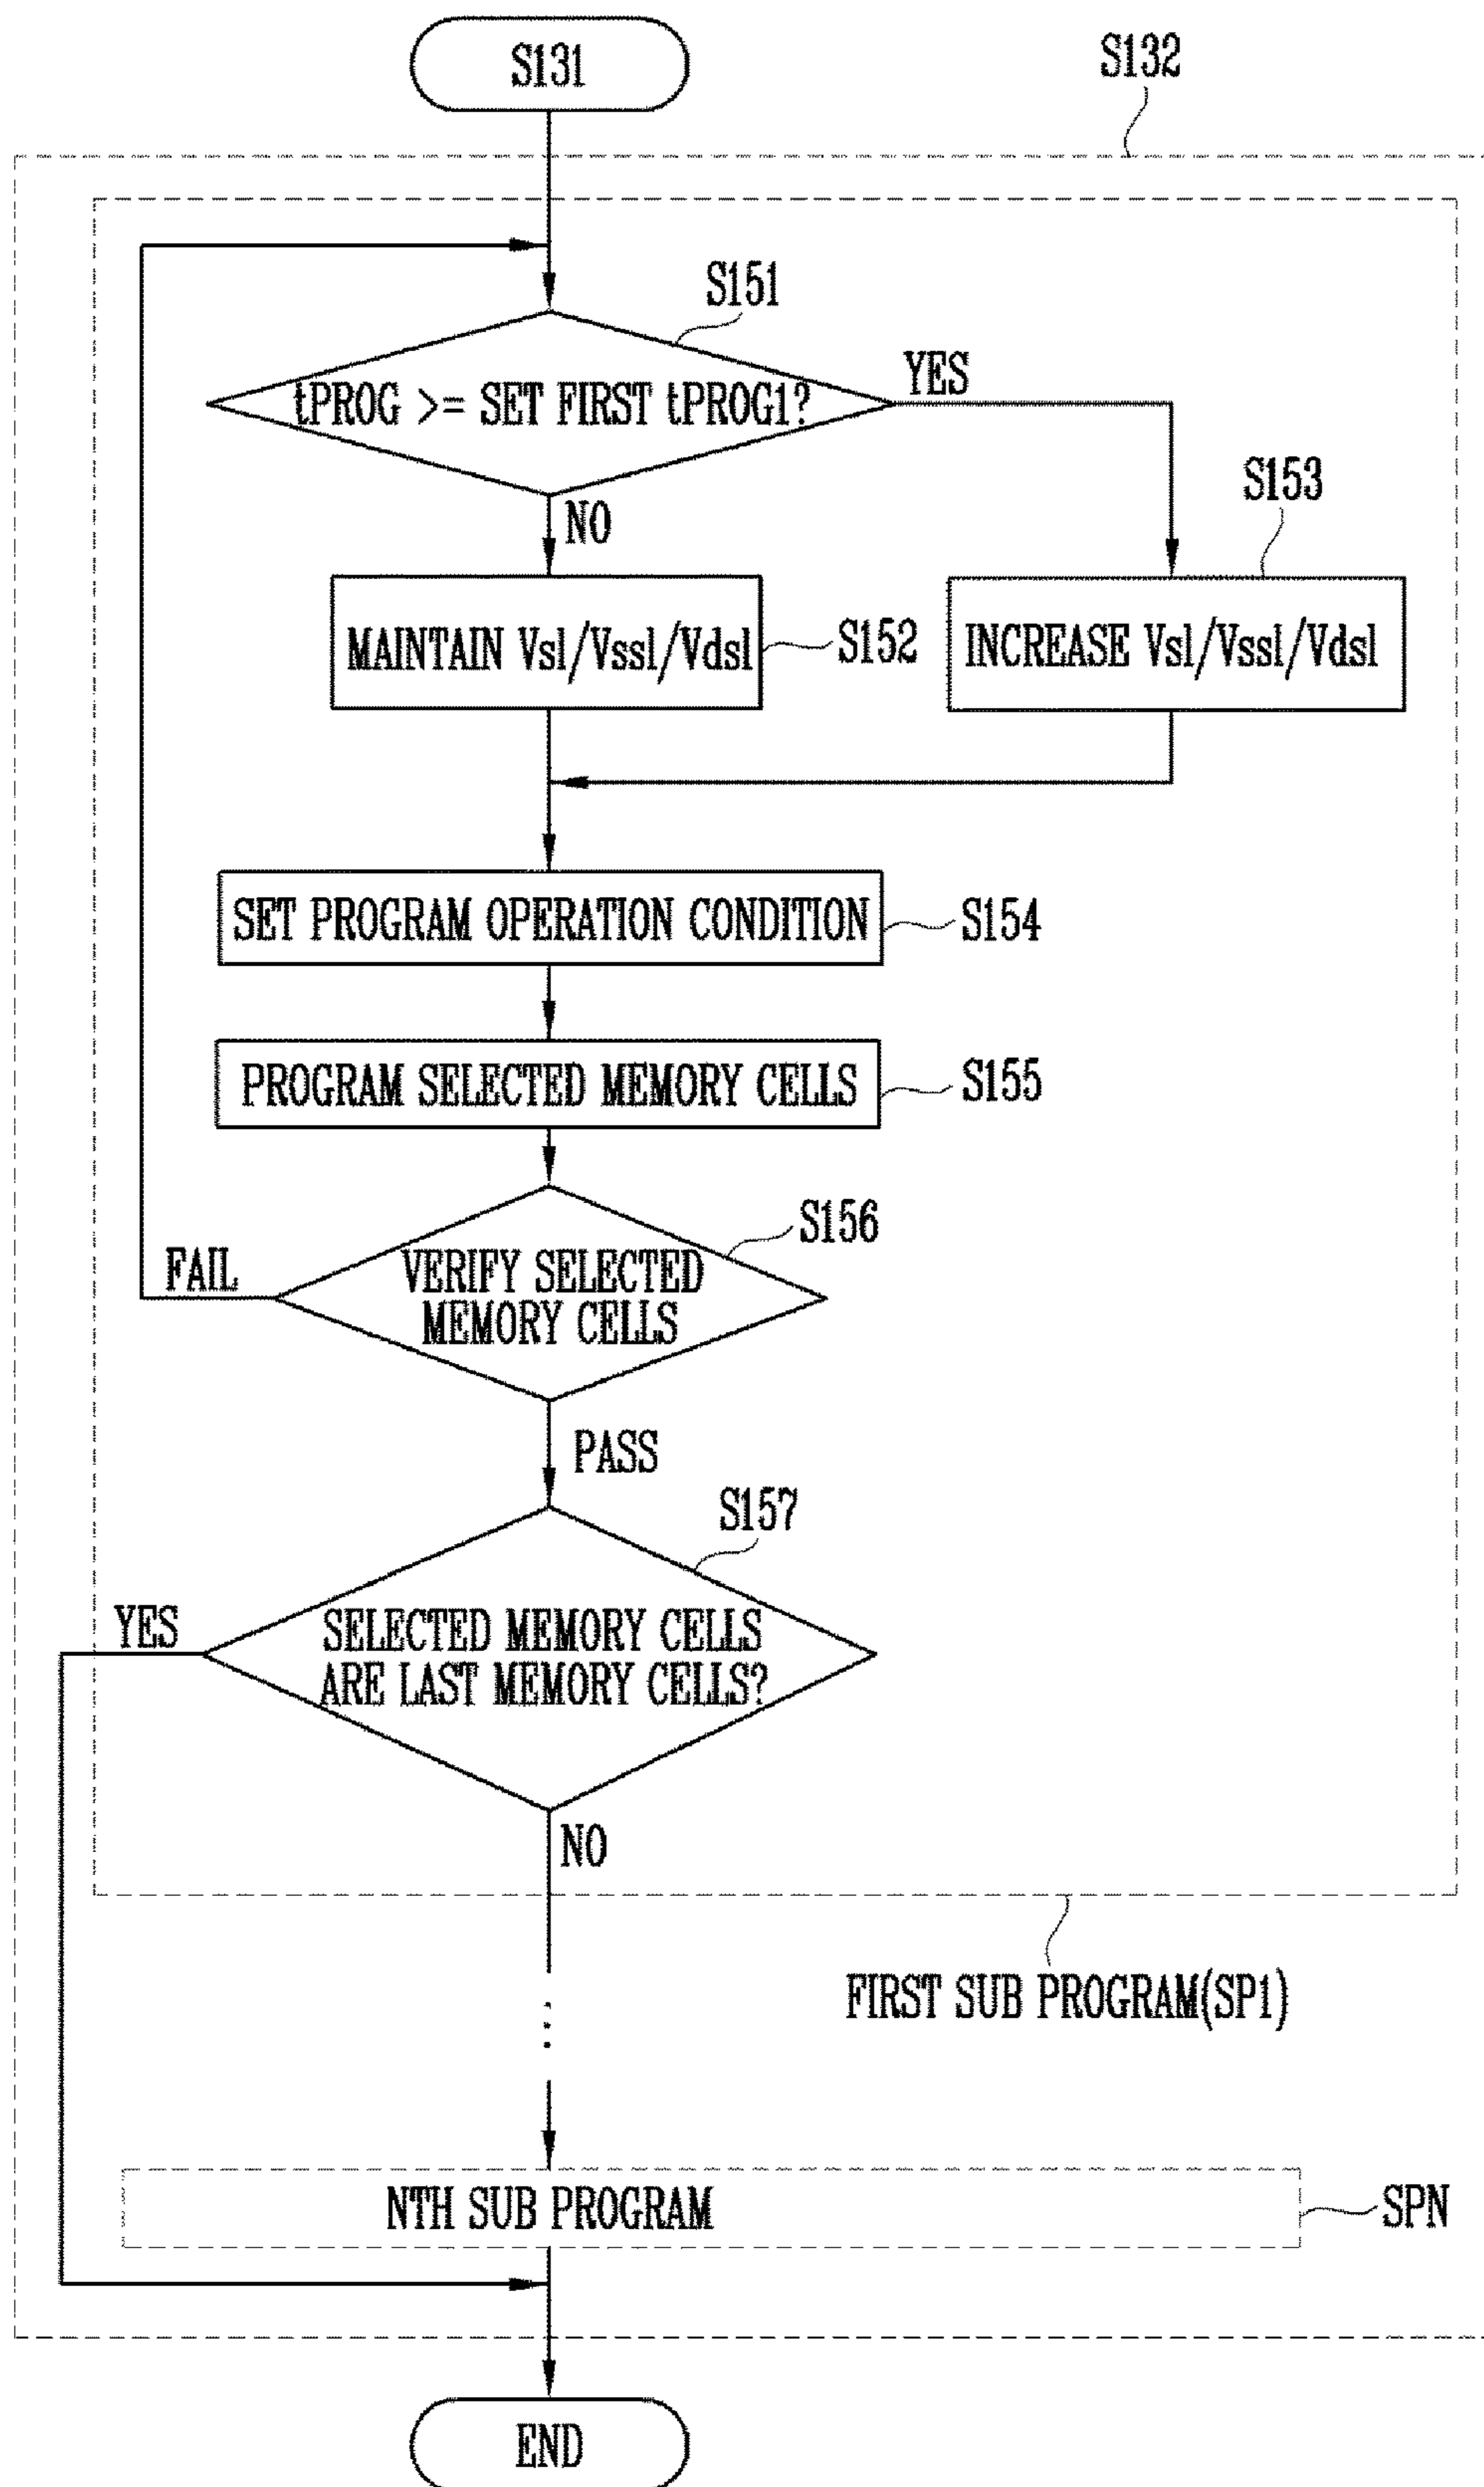 S131
S132
S151
tPROG >= SET FIRST tPROG1?
YES
NO
S153
MAINTAIN Vsl/Vssl/Vdsl
S152
INCREASE Vsl/Vssl/Vdsl
SET PROGRAM OPERATION CONDITION
S154
PROGRAM SELECTED MEMORY CELLS
S155
S156
VERIFY SELECTED
MEMORY CELLS
FAIL
PASS
S157
SELECTED MEMORY CELLS
ARE LAST MEMORY CELLS?
YES
NO
FIRST SUB PROGRAM(SP1)
NTH SUB PROGRAM
SPN
END